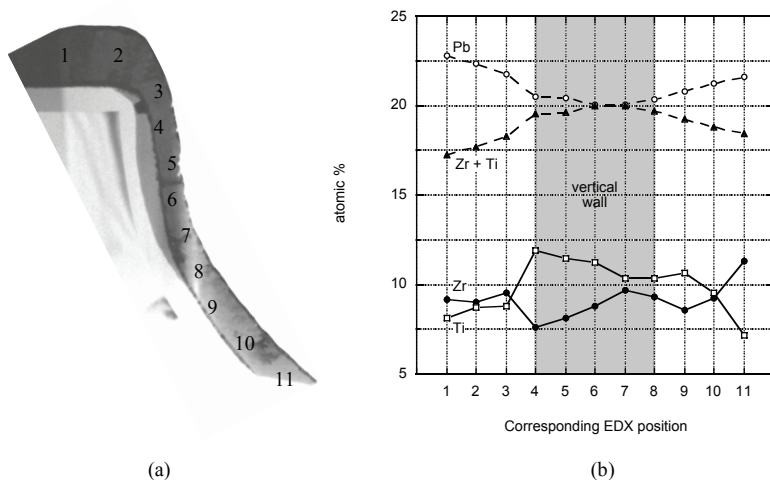 1
2
3
4
5
6
7
8
9
10
11
(a)
25
20
15
10
5
atomic %
Pb
Zr + Ti
vertical
wall
Zr
Ti
1 2 3 4 5 6 7 8 9 10 11
Corresponding EDX position
(b)